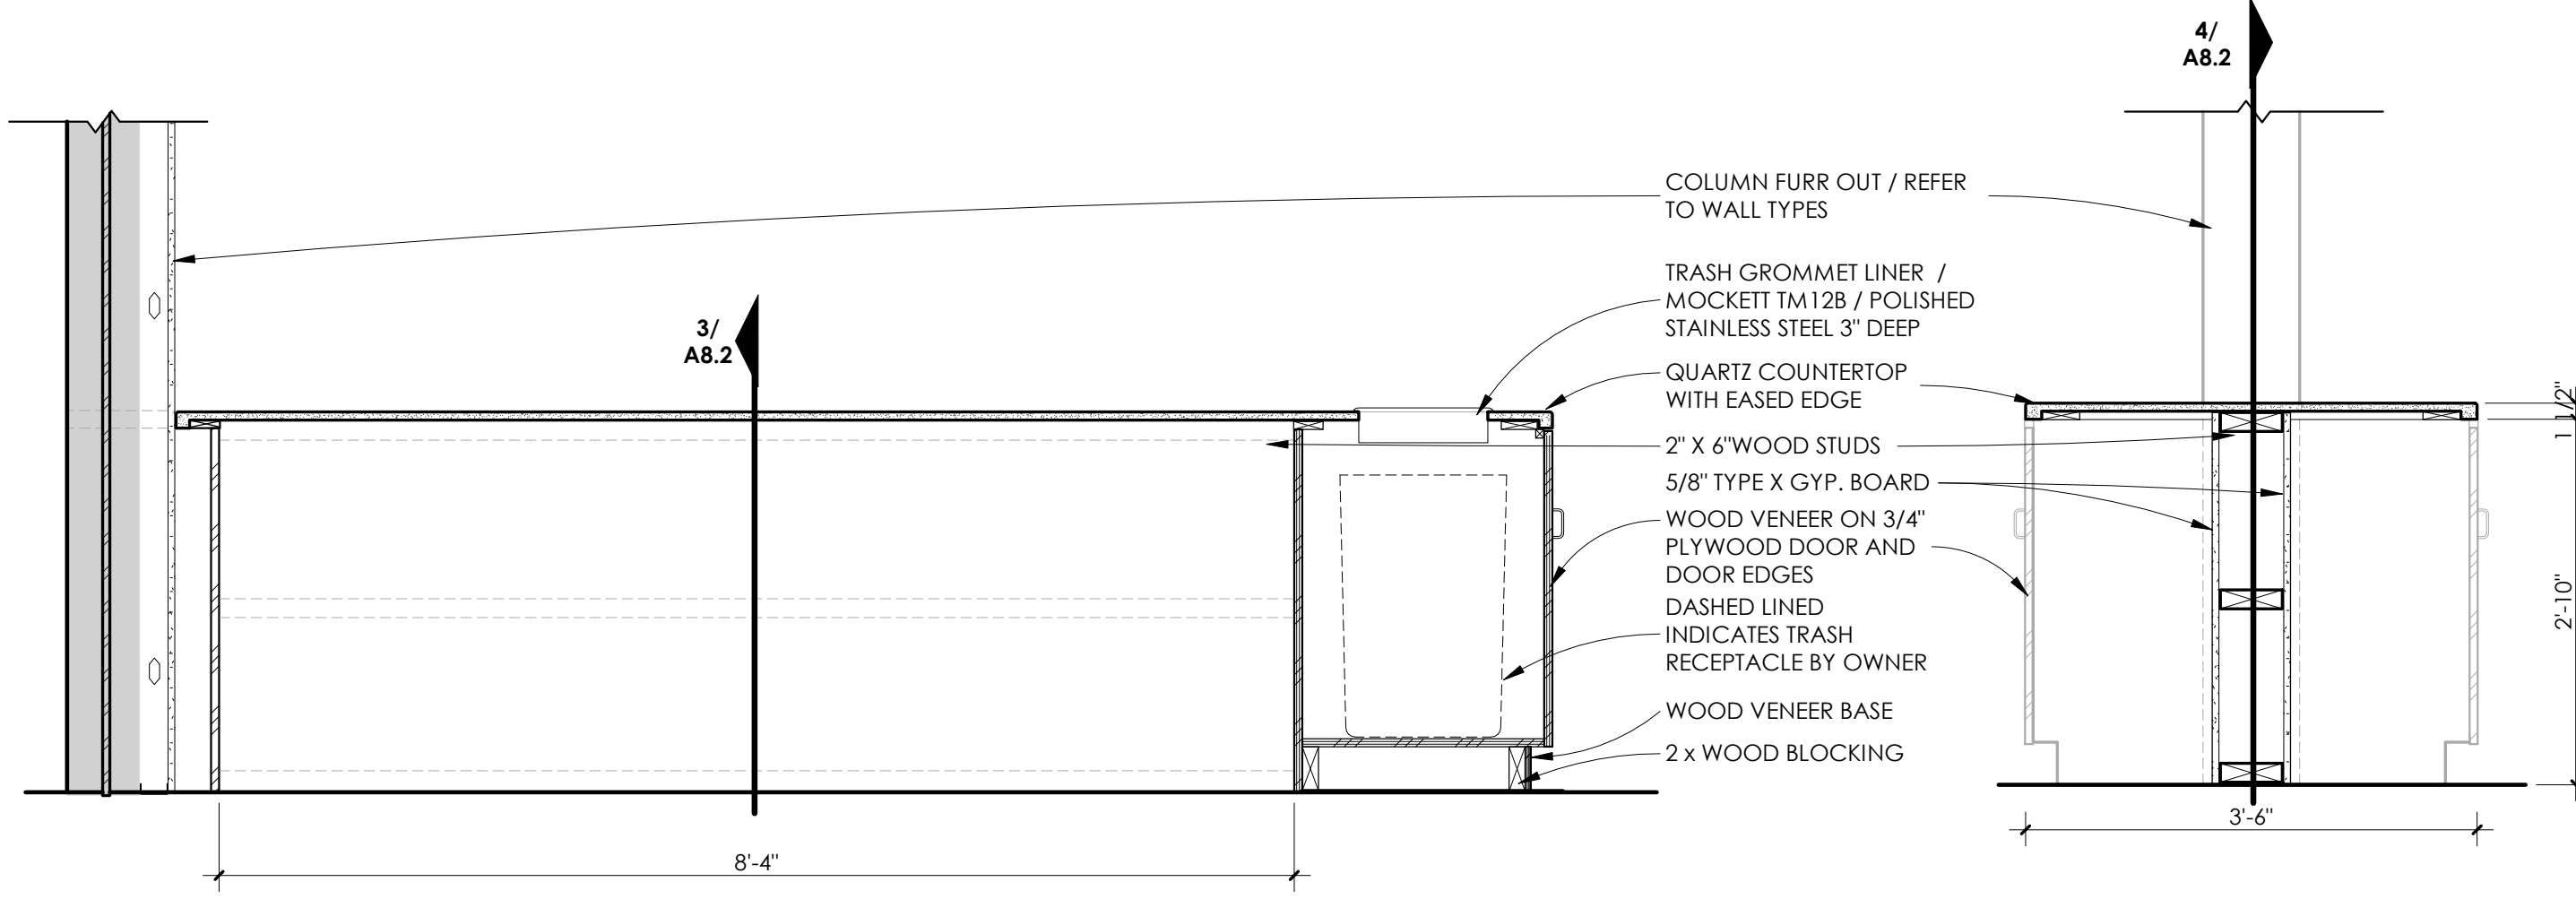 4/
A8.2
COLUMN FURR OUT / REFER
TO WALL TYPES
TRASH GROMMET LINER /
MOCKETT TM12B / POLISHED
STAINLESS STEEL 3" DEEP
3/
A8.2
QUARTZ COUNTERTOP
WITH EASED EDGE
1 1/2"
2" X 6"WOOD STUDS
5/8" TYPE X GYP. BOARD
WOOD VENEER ON 3/4"
PLYWOOD DOOR AND
DOOR EDGES
DASHED LINED
INDICATES TRASH
RECEPTACLE BY OWNER
2'-10"
WOOD VENEER BASE
2 x WOOD BLOCKING
3'-6"
8'-4"